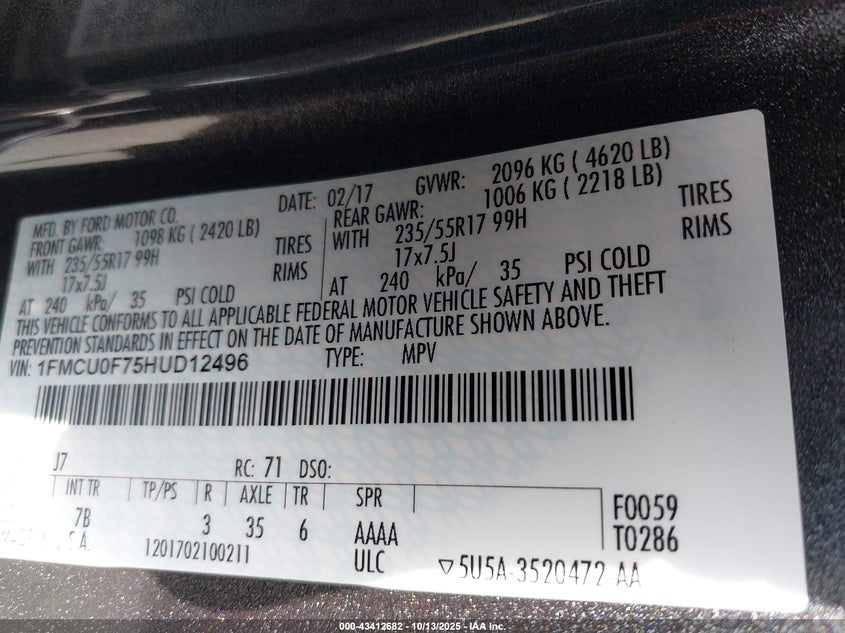 MFD. BY FORD MOTOR CO. DATE: 02/17 GVWR: 2096 KG ( 4620 LB)
FRONT GAWR: 1098 KG ( 2420 LB) REAR GAWR: 1006 KG ( 2218 LB)
WITH 235/55R17 99H TIRES WITH 235/55R17 99H TIRES
17x7.5J RIMS 17x7.5J RIMS
AT 240 kPa/ 35 PSI COLD AT 240 kPa/ 35 PSI COLD
THIS VEHICLE CONFORMS TO ALL APPLICABLE FEDERAL MOTOR VEHICLE SAFETY AND THEFT
PREVENTION STANDARDS IN EFFECT ON THE DATE OF MANUFACTURE SHOWN ABOVE.
VIN: 1FMCU0F75HUD12496 TYPE: MPV
J7 RC: 71 DSO:
INT TR TP/PS R AXLE TR SPR
7B 3 35 6 AAAA
F0059
T0286
1201702100211 ULC
▽5U5A-3520472-AA
000-43412682 - 10/13/2025 - IAA Inc.